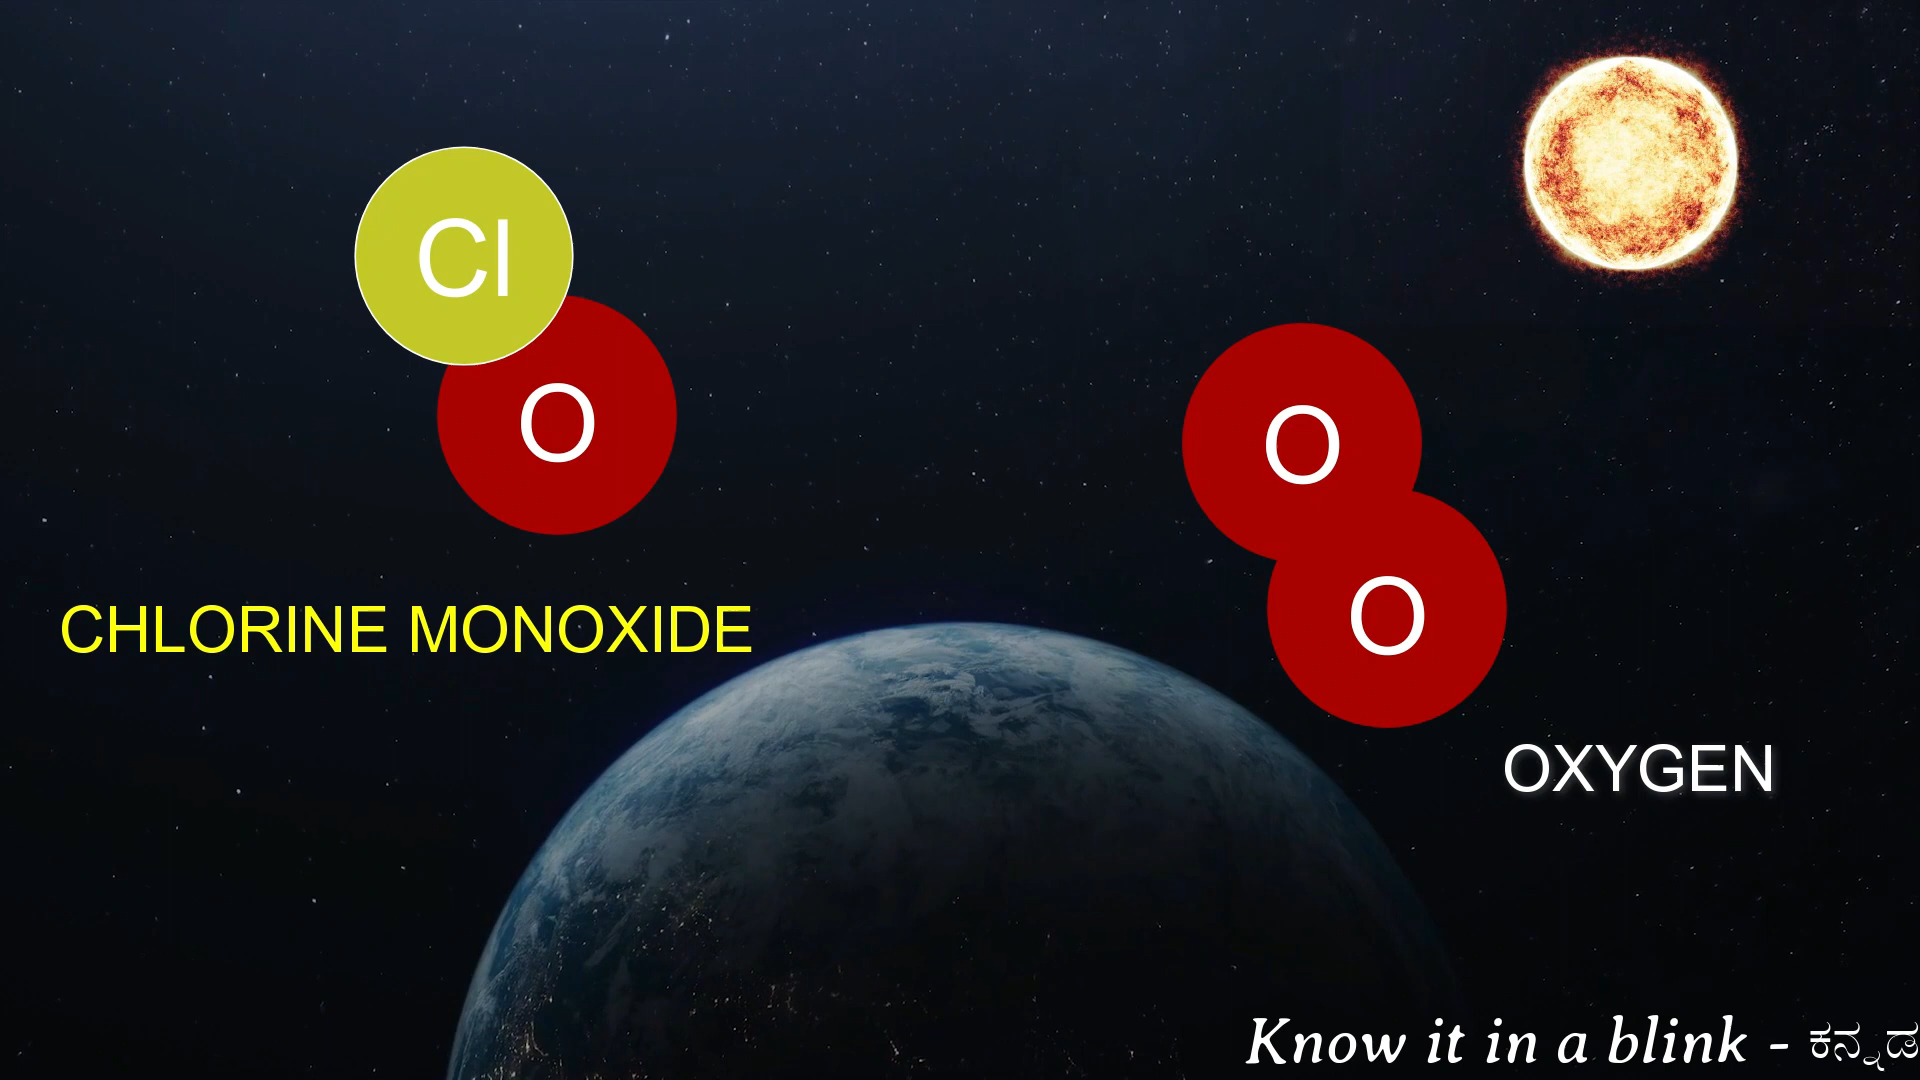 Cl
O
O
O
CHLORINE MONOXIDE
OXYGEN
Know it in a blink - ಕನ್ನಡ